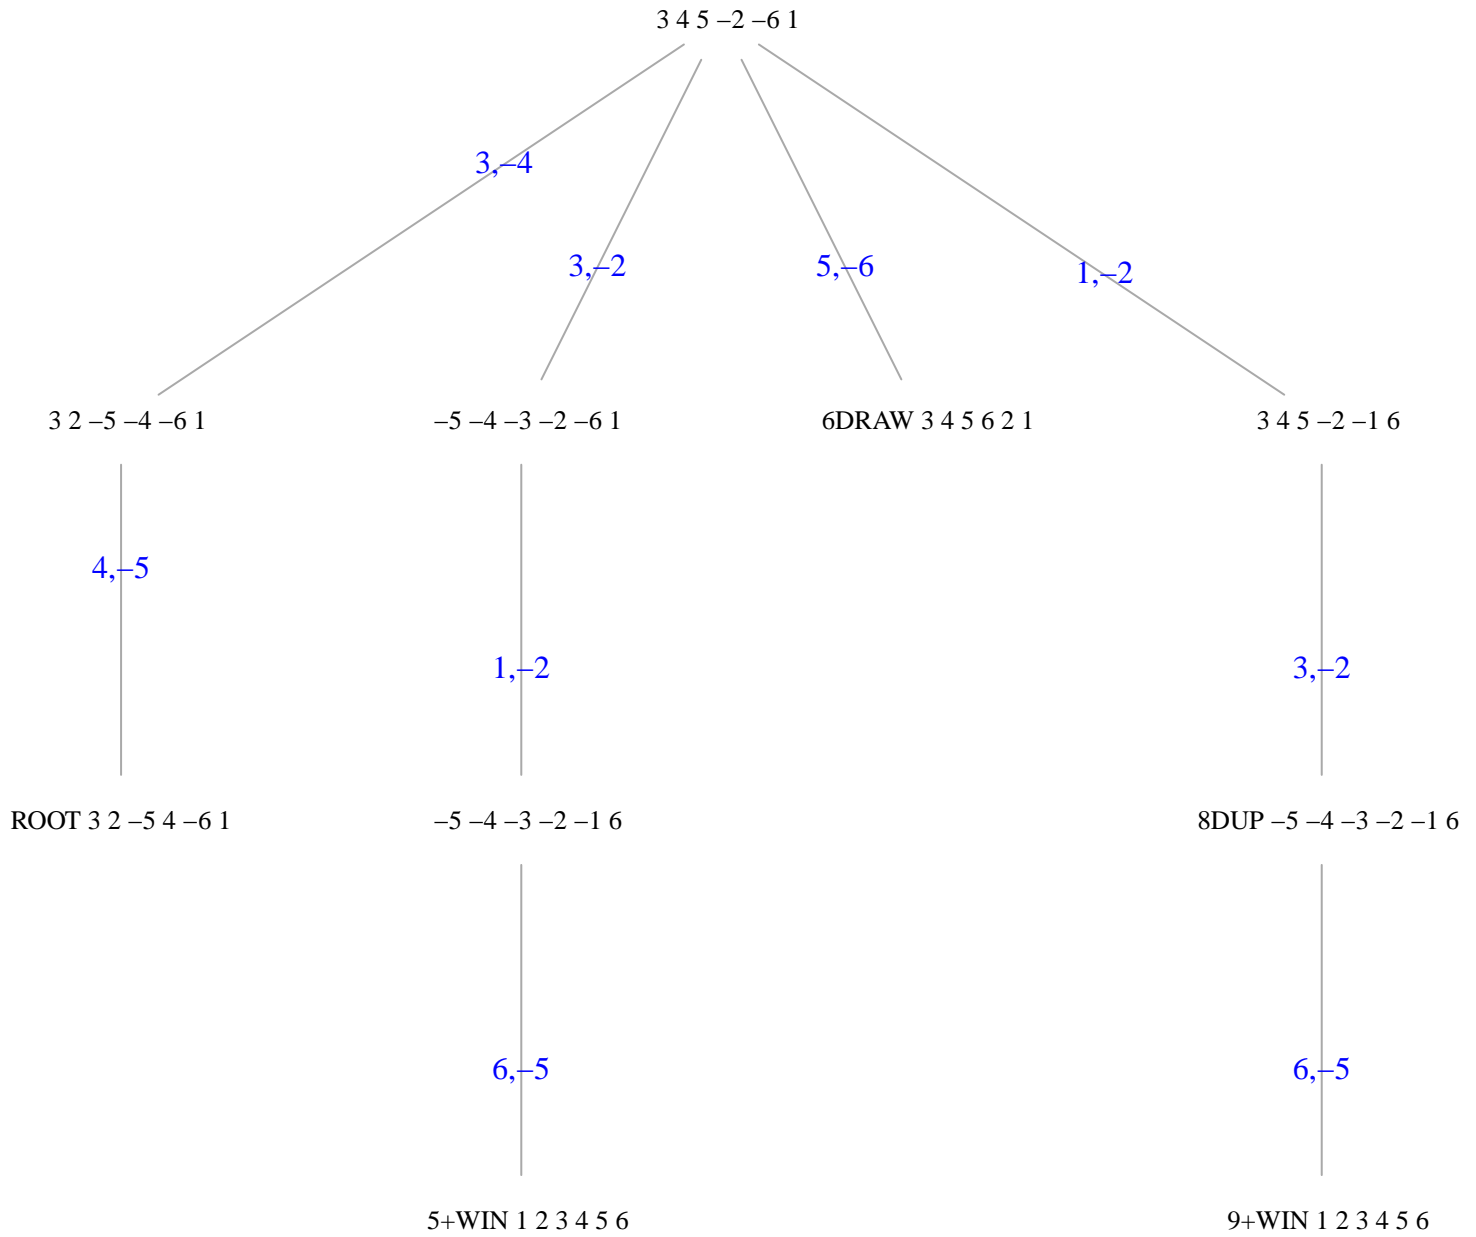 3 4 5 –2 –6 1
3,–4
3,–2
5,–6
1,–2
3 2 –5 –4 –6 1
–5 –4 –3 –2 –6 1
6DRAW 3 4 5 6 2 1
3 4 5 –2 –1 6
4,–5
1,–2
3,–2
ROOT 3 2 –5 4 –6 1
–5 –4 –3 –2 –1 6
8DUP –5 –4 –3 –2 –1 6
6,–5
6,–5
5+WIN 1 2 3 4 5 6
9+WIN 1 2 3 4 5 6